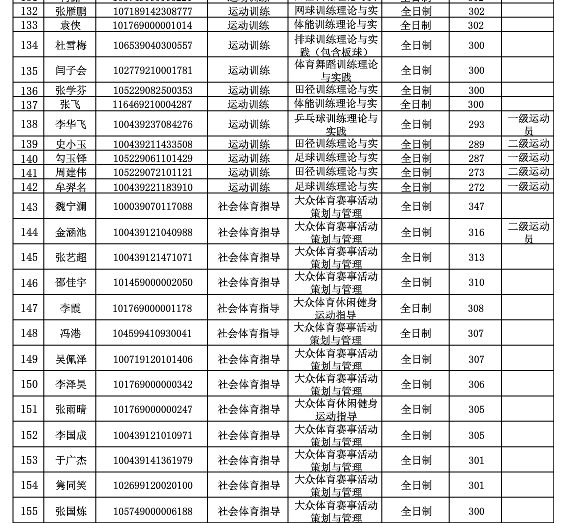 132 张雁鹏 107189142308777 运动训练 网球训练理论与实 全日制 302
133 袁侠 101769000001014 运动训练 体能训练理论与实 全日制 302
134 杜雪梅 106539040300557 运动训练 排球训练理论与实践（包含板球） 全日制 300
135 闫子会 102779210001781 运动训练 体育舞蹈训练理论与实践 全日制 300
136 张学芬 105229082500353 运动训练 田径训练理论与实 全日制 300
137 张飞 116469210004287 运动训练 体能训练理论与实 全日制 300
138 李华飞 100439237084276 运动训练 乒乓球训练理论与实践 全日制 293 一级运动员
139 史小玉 100439211433508 运动训练 田径训练理论与实 全日制 289 二级运动
140 勾玉铎 105229061101429 运动训练 足球训练理论与实 全日制 287 一级运动
141 周建伟 105229072101121 运动训练 田径训练理论与实 全日制 273 二级运动
142 牟羿名 100439221183910 运动训练 足球训练理论与实 全日制 272 一级运动
143 魏宁澜 100039070117088 社会体育指导 大众体育赛事活动策划与管理 全日制 347
144 金涵池 100439121040988 社会体育指导 大众体育赛事活动策划与管理 全日制 316 二级运动员
145 张艺超 100439121471071 社会体育指导 大众体育赛事活动策划与管理 全日制 313
146 邵佳宇 101459000002050 社会体育指导 大众体育赛事活动策划与管理 全日制 310
147 李霞 101769000001178 社会体育指导 大众体育休闲健身运动指导 全日制 308
148 冯港 104599410930041 社会体育指导 大众体育赛事活动策划与管理 全日制 307
149 吴佩泽 100719120101406 社会体育指导 大众体育赛事活动策划与管理 全日制 307
150 李泽昊 101769000000342 社会体育指导 大众体育赛事活动策划与管理 全日制 306
151 张雨晴 101769000000247 社会体育指导 大众体育休闲健身运动指导 全日制 305
152 李国成 100439121010971 社会体育指导 大众体育赛事活动策划与管理 全日制 305
153 于广杰 100439141361979 社会体育指导 大众体育赛事活动策划与管理 全日制 301
154 隽同笑 102699120020100 社会体育指导 大众体育赛事活动策划与管理 全日制 301
155 张国炼 105749000006188 社会体育指导 大众体育赛事活动策划与管理 全日制 300